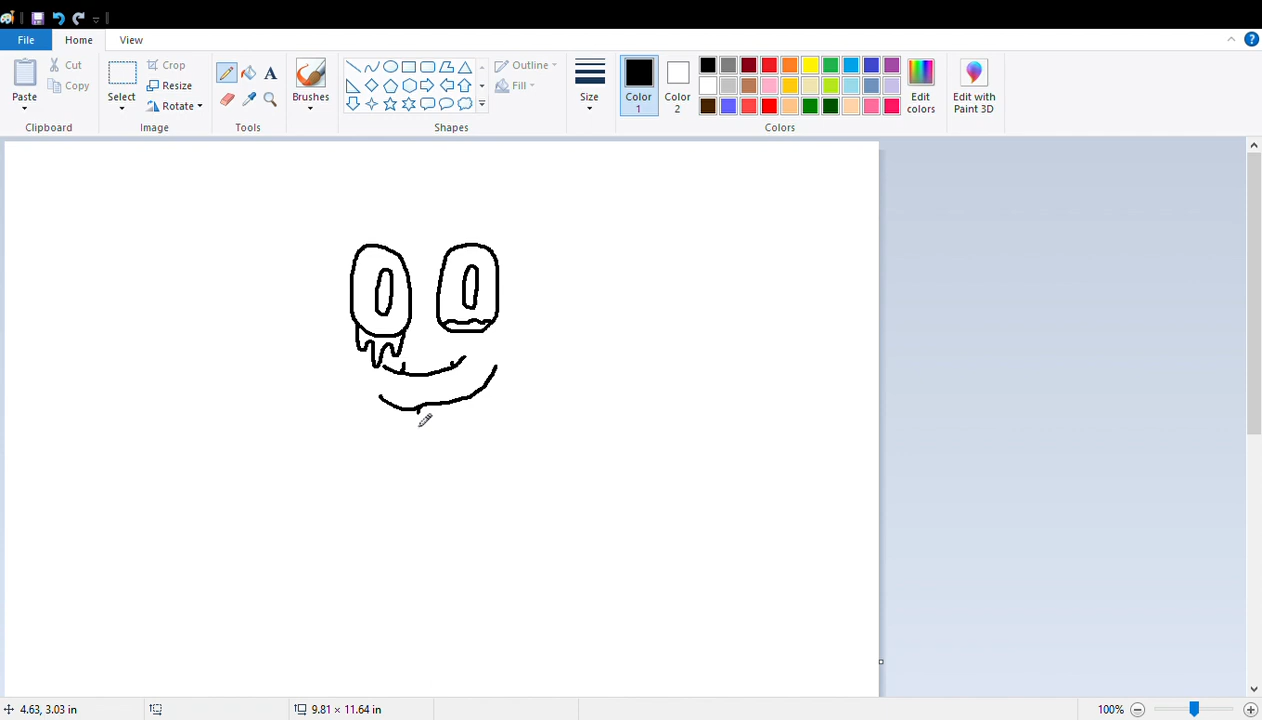 File Home View
Paste Cut Copy
Clipboard
Select Crop Resize Rotate
Image
A
Tools
Brushes
Outline Fill
Shapes
Size
Color 1 Color 2
Edit colors
Colors
Edit with Paint 3D
4.63, 3.03 in 9.81 × 11.64 in 100%